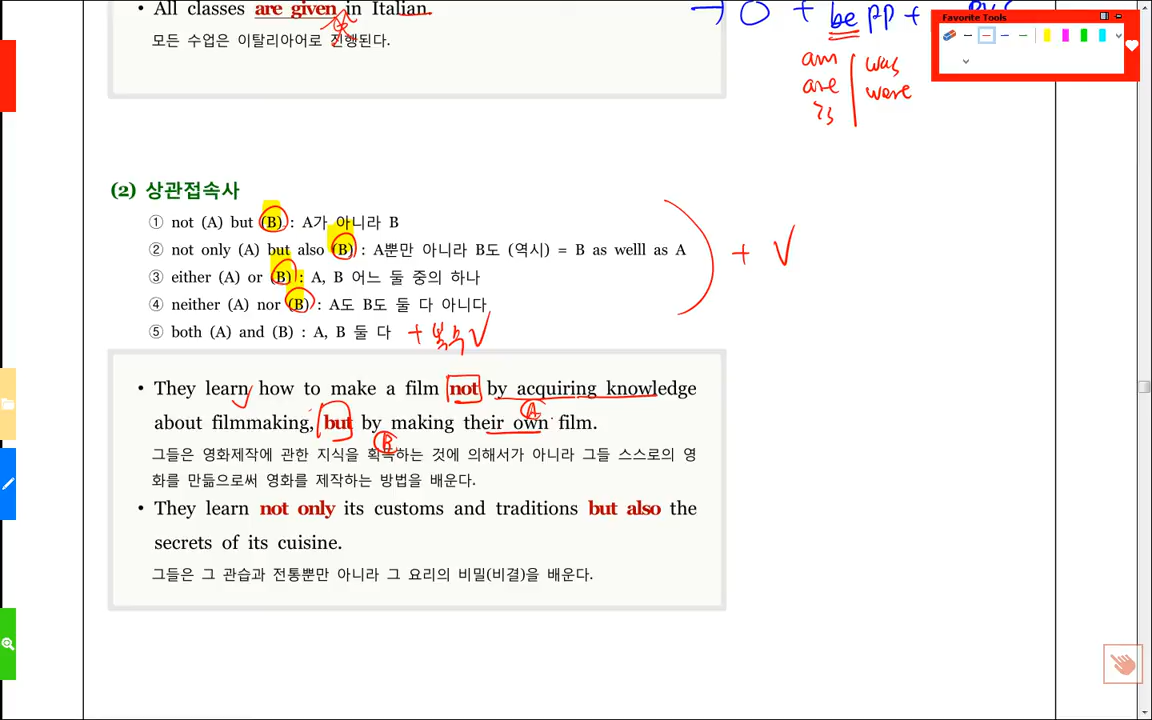 • All classes are given in Italian.
모든 수업은 이탈리아어로 진행된다.
→ O + be pp +
am
was
are
were
is
Favorite Tools
(2) 상관접속사
① not (A) but (B) : A가 아니라 B
② not only (A) but also (B) : A뿐만 아니라 B도 (역시) = B as welll as A
③ either (A) or (B) : A, B 어느 둘 중의 하나
④ neither (A) nor (B) : A도 B도 둘 다 아니다
+ V
⑤ both (A) and (B) : A, B 둘 다 + 복수 V
• They learn how to make a film not by acquiring knowledge
A
about filmmaking, but by making their own film.
B
그들은 영화제작에 관한 지식을 획득하는 것에 의해서가 아니라 그들 스스로의 영
화를 만듦으로써 영화를 제작하는 방법을 배운다.
• They learn not only its customs and traditions but also the
secrets of its cuisine.
그들은 그 관습과 전통뿐만 아니라 그 요리의 비밀(비결)을 배운다.